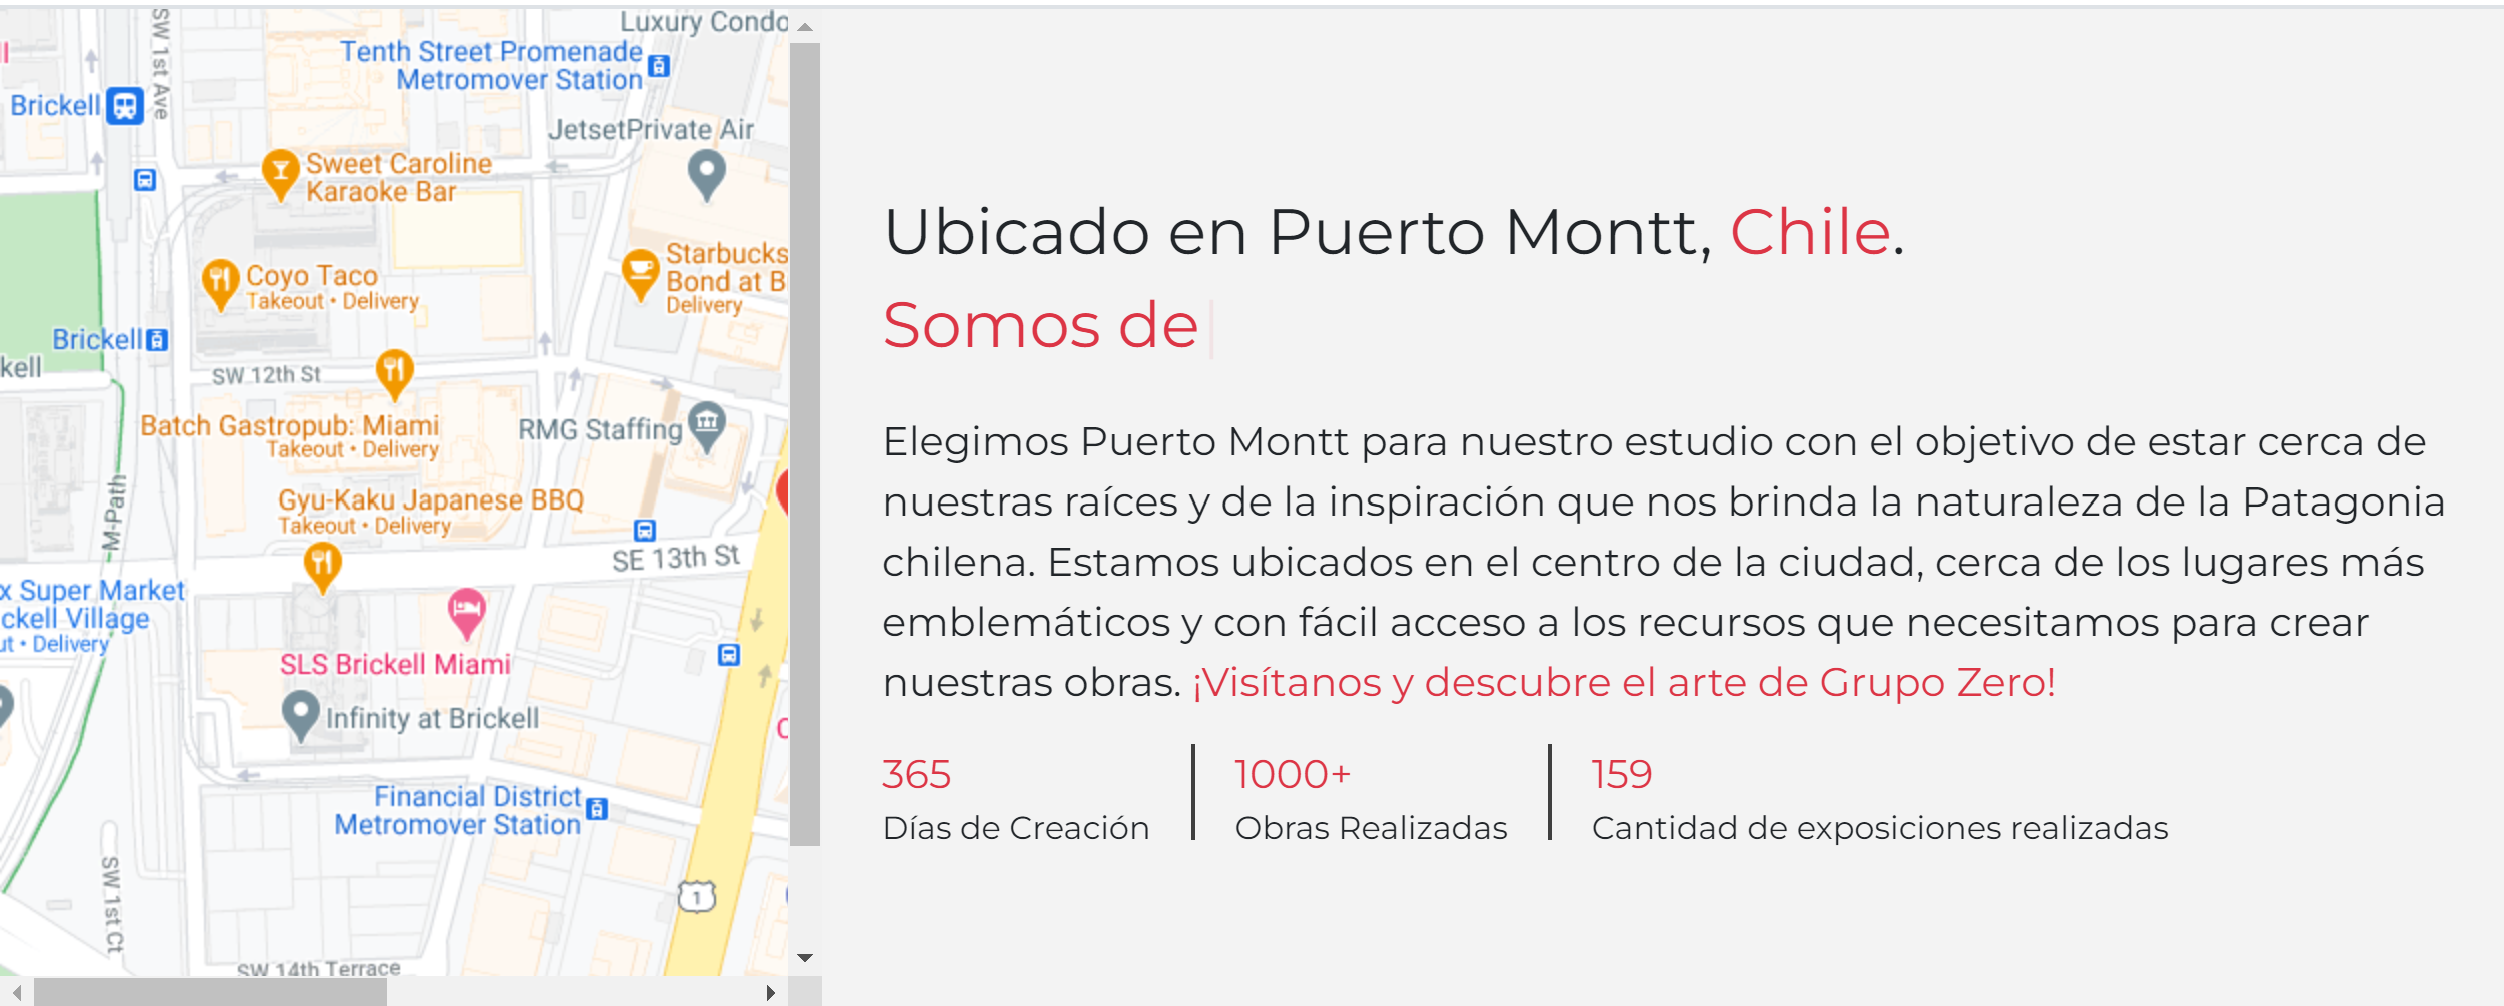 Luxury Condo
SW 1st Ave
Tenth Street Promenade
Metromover Station
Brickell
JetsetPrivate Air
Sweet Caroline
Karaoke Bar
Starbucks
Bond at B
Delivery
Coyo Taco
Takeout • Delivery
Brickell
kell
SW 12th St
Batch Gastropub: Miami
Takeout • Delivery
RMG Staffing
M-Path
Gyu-Kaku Japanese BBQ
Takeout • Delivery
SE 13th St
x Super Market
ckell Village
ut • Delivery
SLS Brickell Miami
Infinity at Brickell
Financial District
Metromover Station
SW 1st Ct
1
SW 14th Terrace
Ubicado en Puerto Montt, Chile.
Somos de
Elegimos Puerto Montt para nuestro estudio con el objetivo de estar cerca de
nuestras raíces y de la inspiración que nos brinda la naturaleza de la Patagonia
chilena. Estamos ubicados en el centro de la ciudad, cerca de los lugares más
emblemáticos y con fácil acceso a los recursos que necesitamos para crear
nuestras obras. ¡Visítanos y descubre el arte de Grupo Zero!
365
Días de Creación
1000+
Obras Realizadas
159
Cantidad de exposiciones realizadas